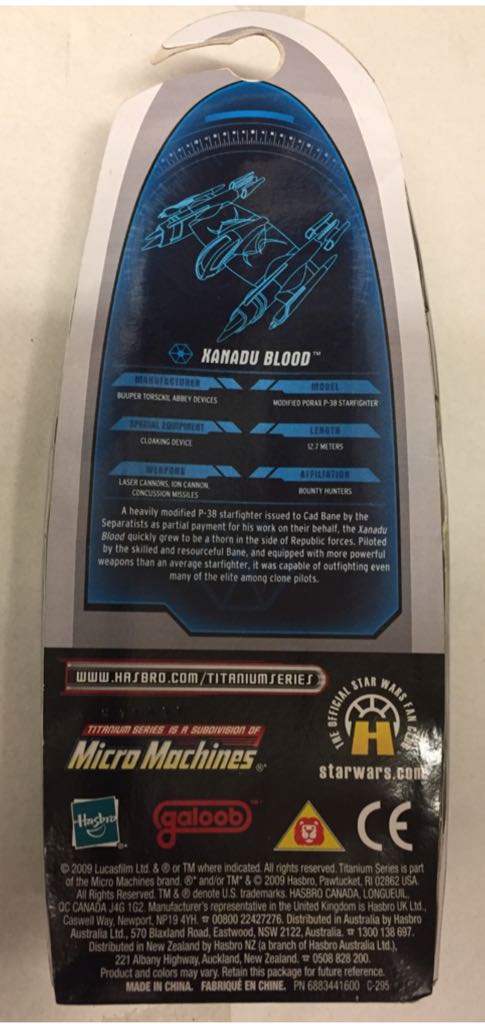 XANADU BLOOD™
MANUFACTURER
MODEL
BUUPER TORSCKIL ABBEY DEVICES
MODIFIED PORAX P-38 STARFIGHTER
SPECIAL EQUIPMENT
LENGTH
CLOAKING DEVICE
12.7 METERS
WEAPONS
AFFILIATION
LASER CANNONS, ION CANNON,
CONCUSSION MISSILES
BOUNTY HUNTERS
A heavily modified P-38 starfighter issued to Cad Bane by the
Separatists as partial payment for his work on their behalf, the Xanadu
Blood quickly grew to be a thorn in the side of Republic forces. Piloted
by the skilled and resourceful Bane, and equipped with more powerful
weapons than an average starfighter, it was capable of outfighting even
many of the elite among clone pilots.
WWW.HASBRO.COM/TITANIUMSERIES
THE OFFICIAL STAR WARS FAN CLUB
H
starwars.com
TITANIUM SERIES IS A SUBDIVISION OF
Micro Machines®
Hasbro®
galoob™
CE
© 2009 Lucasfilm Ltd. & ® or TM where indicated. All rights reserved. Titanium Series is part
of the Micro Machines brand. ®* and/or TM* & © 2009 Hasbro, Pawtucket, RI 02862 USA.
All Rights Reserved. TM & ® denote U.S. trademarks. HASBRO CANADA, LONGUEUIL,
QC CANADA J4G 1G2. Manufacturer's representative in the United Kingdom is Hasbro UK Ltd.,
Caswell Way, Newport, NP19 4YH. ☎ 00800 22427276. Distributed in Australia by Hasbro
Australia Ltd., 570 Blaxland Road, Eastwood, NSW 2122, Australia. ☎ 1300 138 697.
Distributed in New Zealand by Hasbro NZ (a branch of Hasbro Australia Ltd.),
221 Albany Highway, Auckland, New Zealand. ☎ 0508 828 200.
Product and colors may vary. Retain this package for future reference.
MADE IN CHINA. FABRIQUÉ EN CHINE. PN 6883441600 C-295